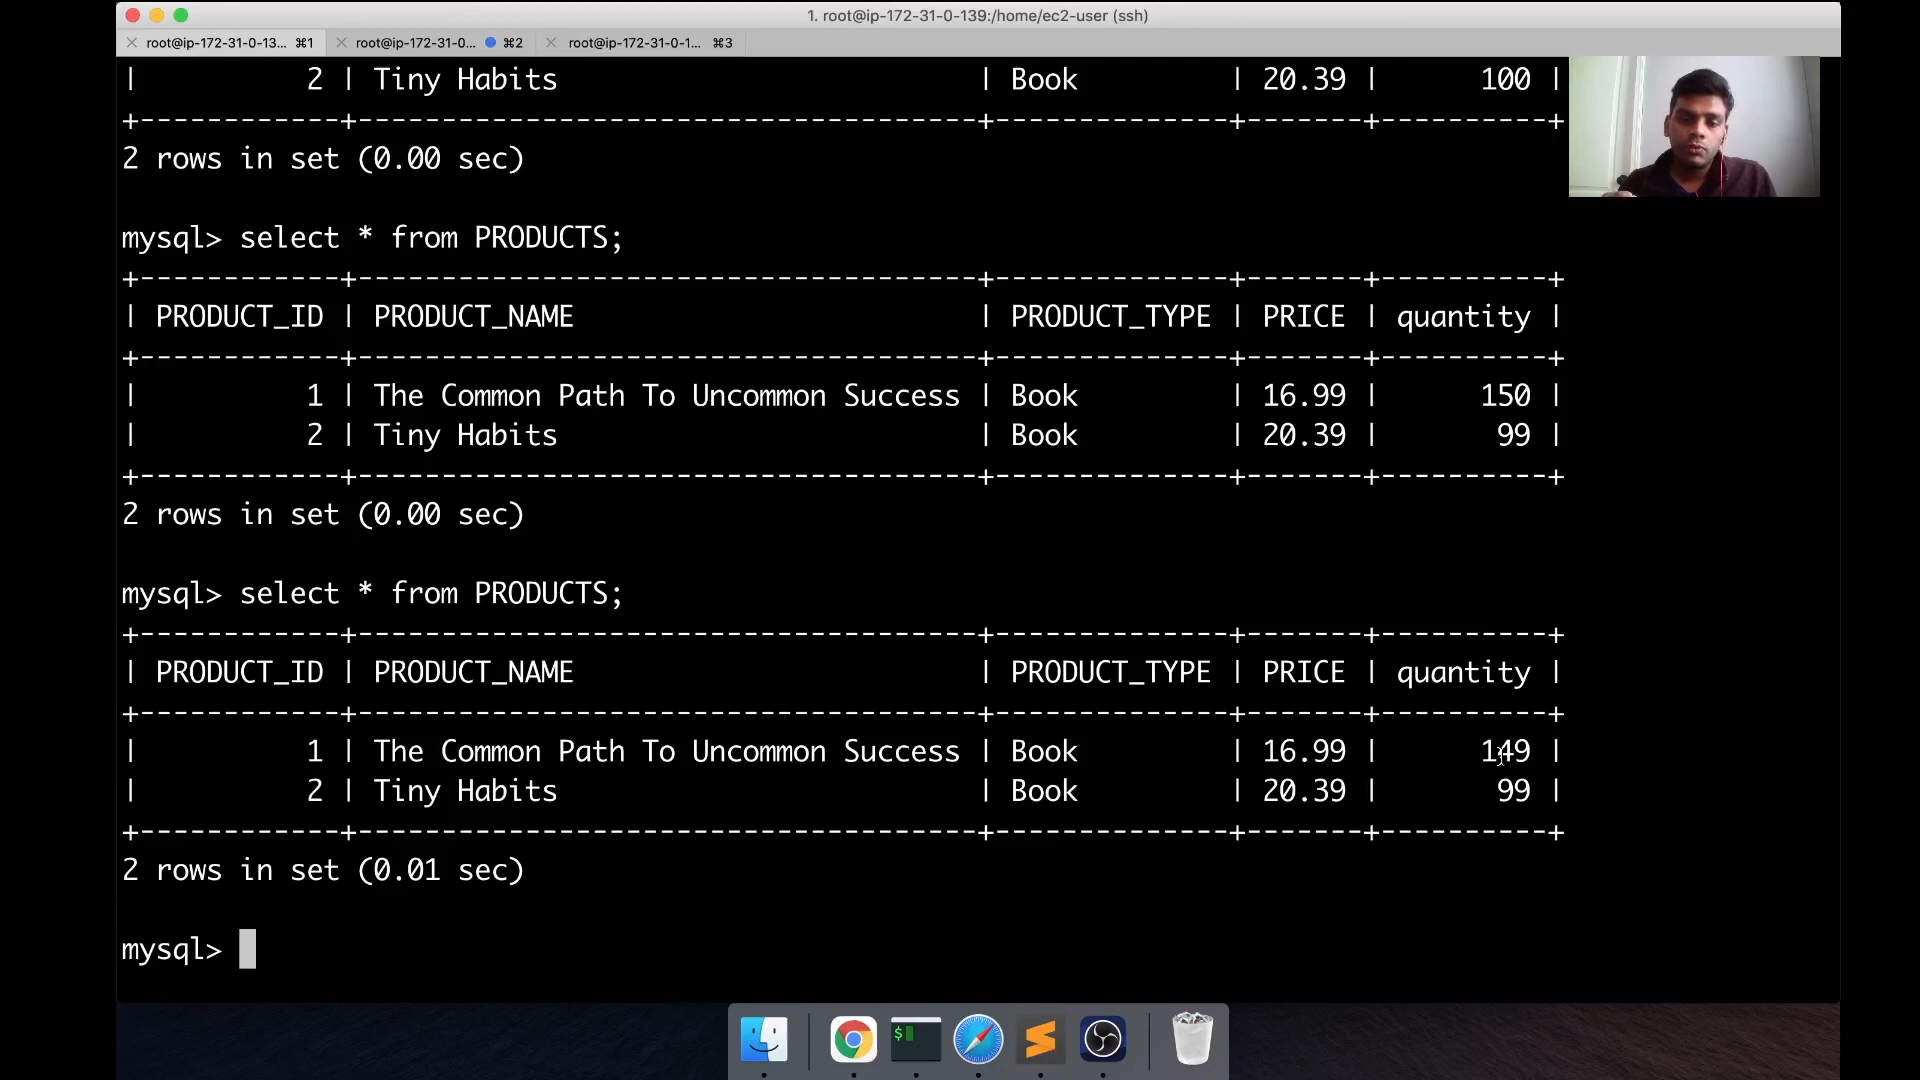 1. root@ip-172-31-0-139:/home/ec2-user (ssh)
root@ip-172-31-0-13... ⌘1 root@ip-172-31-0... ⌘2 root@ip-172-31-0-1... ⌘3
| 2 | Tiny Habits | Book | 20.39 | 100 |
+------------+-------------------------------------+--------------+-------+----------+
2 rows in set (0.00 sec)
mysql> select * from PRODUCTS;
+------------+-------------------------------------+--------------+-------+----------+
| PRODUCT_ID | PRODUCT_NAME | PRODUCT_TYPE | PRICE | quantity |
+------------+-------------------------------------+--------------+-------+----------+
| 1 | The Common Path To Uncommon Success | Book | 16.99 | 150 |
| 2 | Tiny Habits | Book | 20.39 | 99 |
+------------+-------------------------------------+--------------+-------+----------+
2 rows in set (0.00 sec)
mysql> select * from PRODUCTS;
+------------+-------------------------------------+--------------+-------+----------+
| PRODUCT_ID | PRODUCT_NAME | PRODUCT_TYPE | PRICE | quantity |
+------------+-------------------------------------+--------------+-------+----------+
| 1 | The Common Path To Uncommon Success | Book | 16.99 | 149 |
| 2 | Tiny Habits | Book | 20.39 | 99 |
+------------+-------------------------------------+--------------+-------+----------+
2 rows in set (0.01 sec)
mysql>
$